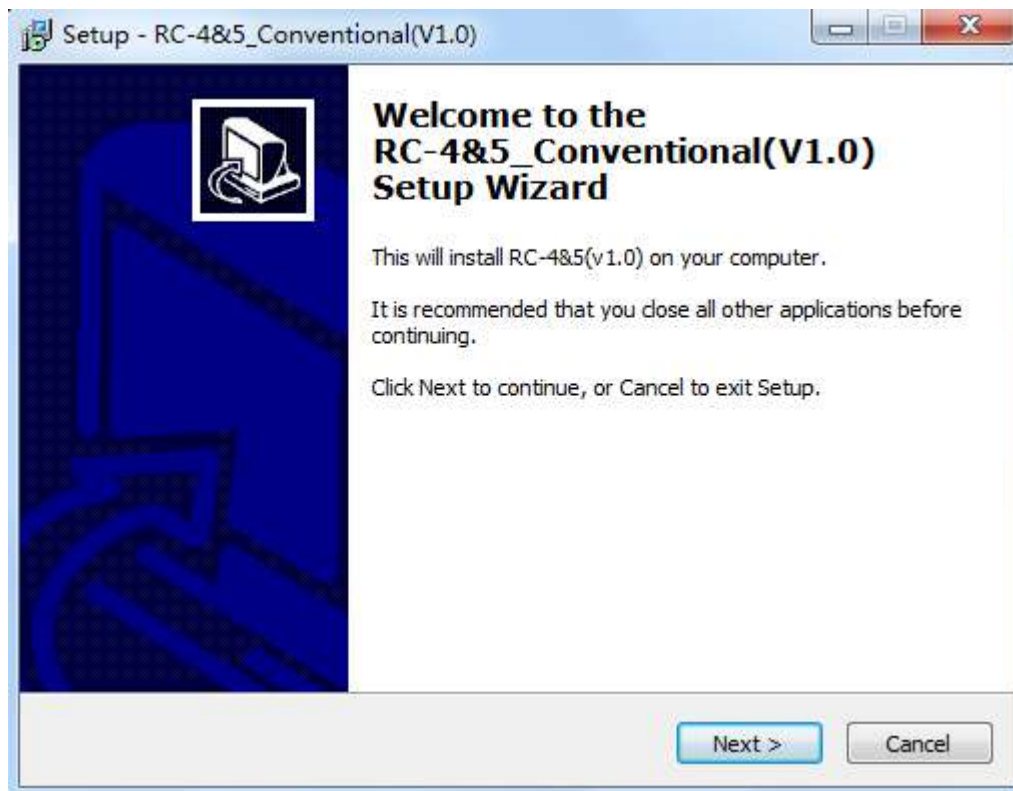 Setup - RC-4&5_Conventional(V1.0)
Welcome to the
RC-4&5_Conventional(V1.0)
Setup Wizard
This will install RC-4&5(v1.0) on your computer.
It is recommended that you close all other applications before
continuing.
Click Next to continue, or Cancel to exit Setup.
Next >
Cancel